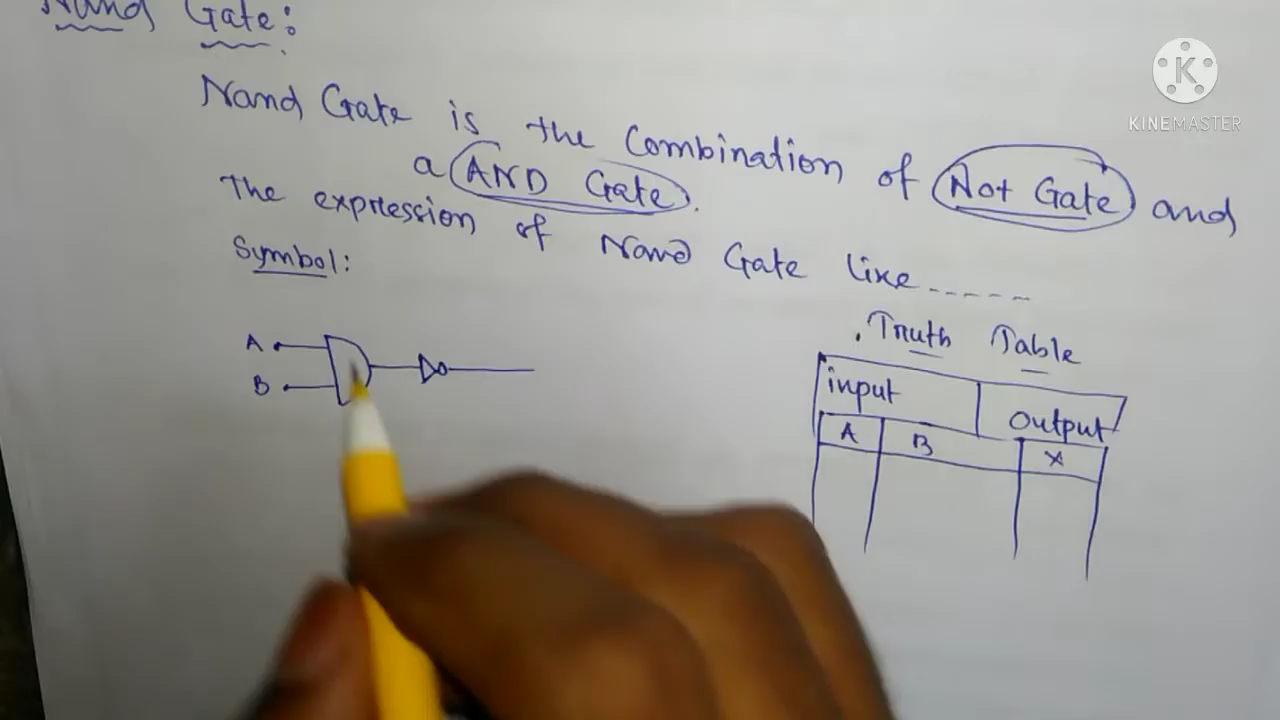 Nand Gate:
Nand Gate is the Combination of Not Gate and
a AND Gate.
The expression of Nand Gate like......
Symbol:
Truth Table
input Output
A B X
A
B
K
KINEMASTER